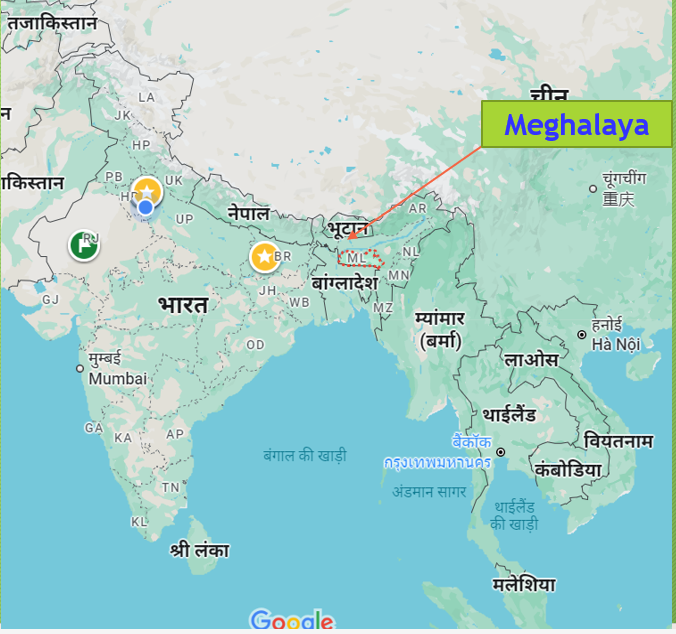 तजाकिस्तान
LA
JK
चीन
Meghalaya
न
HP
PB
UK
चूंगचींग
重庆
ाकिस्तान
UP
नेपाल
AR
भूटान
RJ
BR
ML
NL
बांग्लादेश
MN
JH
GJ
WB
MZ
भारत
म्यांमार
(बर्मा)
हनोई
Hà Nội
OD
मुम्बई
Mumbai
लाओस
थाईलैंड
GA
KA
AP
बैंकॉक
กรุงเทพมหานคร
वियतनाम
बंगाल की खाड़ी
कंबोडिया
TN
अंडमान सागर
थाईलैंड
की खाड़ी
KL
श्री लंका
मलेशिया
Google